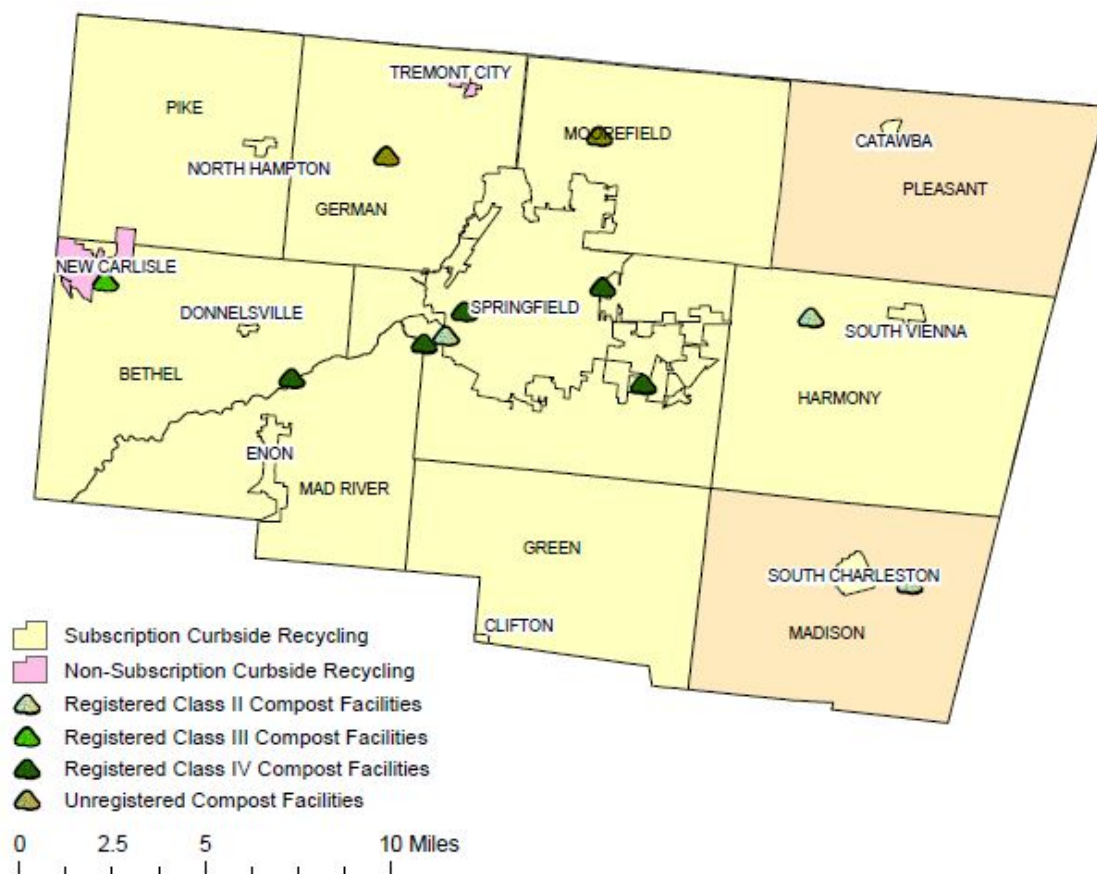 TREMONT CITY
PIKE
MOOREFIELD
CATAWBA
NORTH HAMPTON
PLEASANT
GERMAN
NEW CARLISLE
DONNELSVILLE
SPRINGFIELD
SOUTH VIENNA
BETHEL
HARMONY
ENON
MAD RIVER
GREEN
SOUTH CHARLESTON
CLIFTON
MADISON
Subscription Curbside Recycling
Non-Subscription Curbside Recycling
Registered Class II Compost Facilities
Registered Class III Compost Facilities
Registered Class IV Compost Facilities
Unregistered Compost Facilities
0 2.5 5 10 Miles